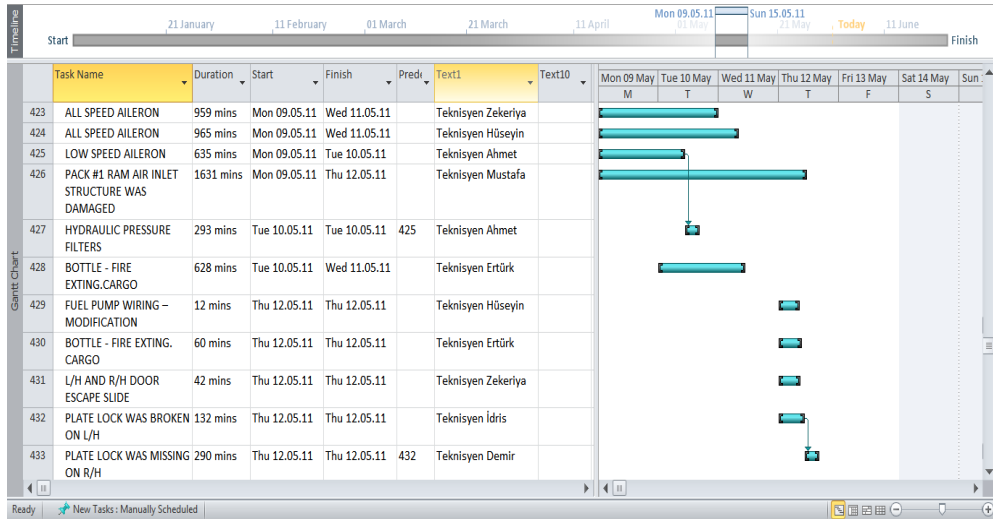 Timeline
Mon 09.05.11 Sun 15.05.11
21 January 11 February 01 March 21 March 11 April 01 May 21 May Today 11 June
Start Finish
Task Name Duration Start Finish Text1 Text10
Mon 09 May Tue 10 May Wed 11 May Thu 12 May Fri 13 May Sat 14 May Sun
M T W T F S
Gantt Chart
423 ALL SPEED AILERON 959 mins Mon 09.05.11 Wed 11.05.11 Teknisyen Zekeriya
424 ALL SPEED AILERON 965 mins Mon 09.05.11 Wed 11.05.11 Teknisyen Hüseyin
425 LOW SPEED AILERON 635 mins Mon 09.05.11 Tue 10.05.11 Teknisyen Ahmet
426 PACK #1 RAM AIR INLET 1631 mins Mon 09.05.11 Thu 12.05.11 Teknisyen Mustafa
STRUCTURE WAS
DAMAGED
427 HYDRAULIC PRESSURE 293 mins Tue 10.05.11 Tue 10.05.11 425 Teknisyen Ahmet
FILTERS
428 BOTTLE - FIRE 628 mins Tue 10.05.11 Wed 11.05.11 Teknisyen Ertürk
EXTING.CARGO
429 FUEL PUMP WIRING – 12 mins Thu 12.05.11 Thu 12.05.11 Teknisyen Hüseyin
MODIFICATION
430 BOTTLE - FIRE EXTING. 60 mins Thu 12.05.11 Thu 12.05.11 Teknisyen Ertürk
CARGO
431 L/H AND R/H DOOR 42 mins Thu 12.05.11 Thu 12.05.11 Teknisyen Zekeriya
ESCAPE SLIDE
432 PLATE LOCK WAS BROKEN 132 mins Thu 12.05.11 Thu 12.05.11 Teknisyen İdris
ON L/H
433 PLATE LOCK WAS MISSING 290 mins Thu 12.05.11 Thu 12.05.11 432 Teknisyen Demir
ON R/H
Ready New Tasks : Manually Scheduled